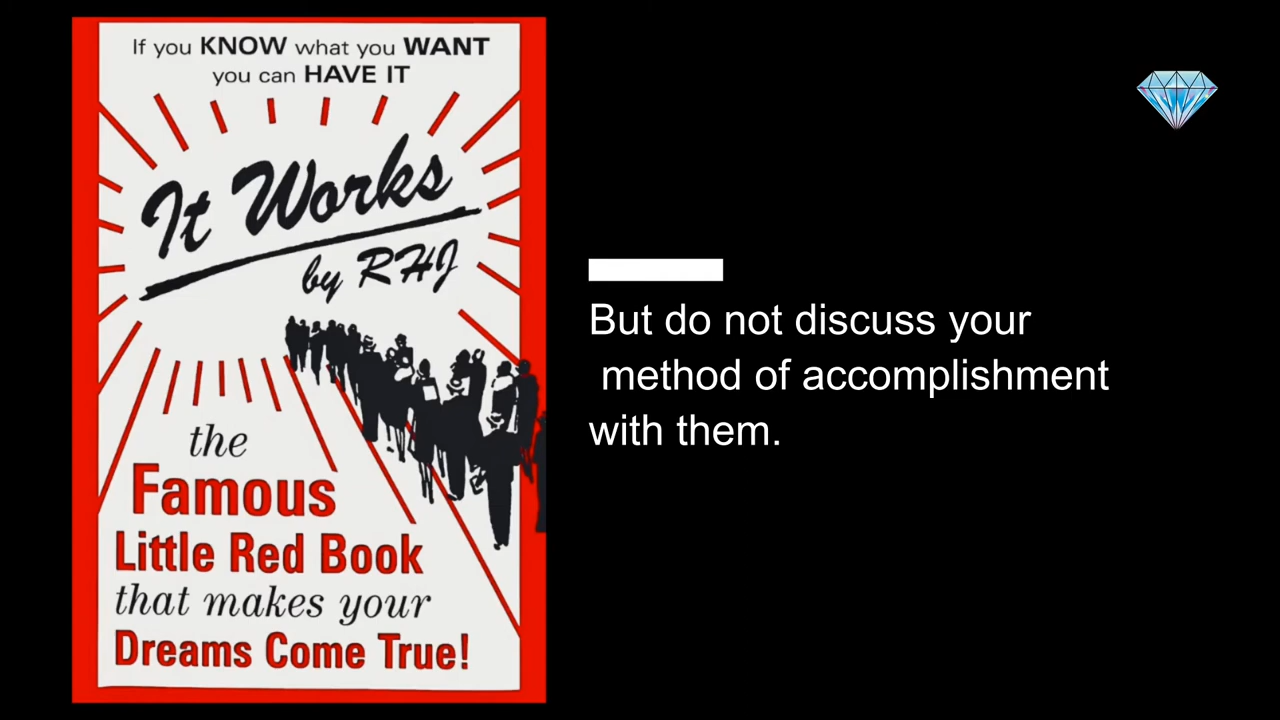 If you KNOW what you WANT
you can HAVE IT
It Works
by RHJ
the
Famous
Little Red Book
that makes your
Dreams Come True!
But do not discuss your
method of accomplishment
with them.